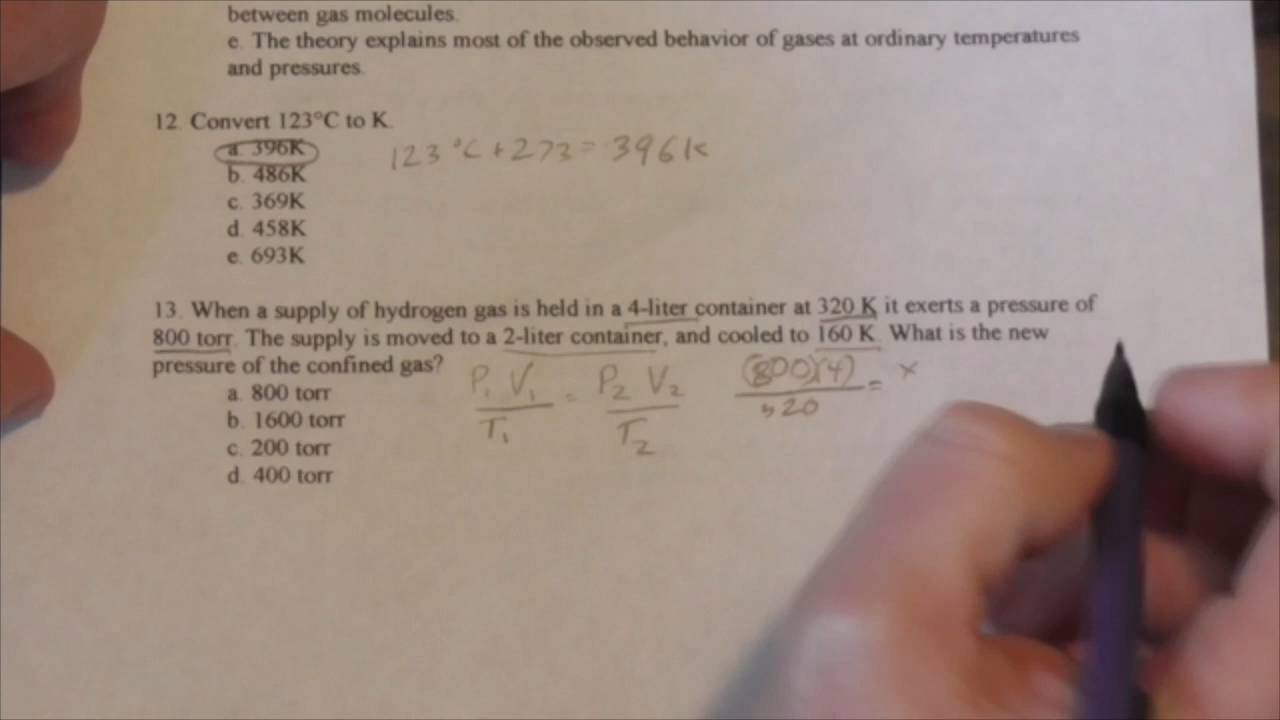 between gas molecules.
e. The theory explains most of the observed behavior of gases at ordinary temperatures
and pressures.
12. Convert 123°C to K.
a. 396K
123°C + 273 = 396K
b. 486K
c. 369K
d. 458K
e. 693K
13. When a supply of hydrogen gas is held in a 4-liter container at 320 K it exerts a pressure of
800 torr. The supply is moved to a 2-liter container, and cooled to 160 K. What is the new
pressure of the confined gas?
P₁ V₁ / T₁ = P₂ V₂ / T₂ (800)(4) / 320 = x
a. 800 torr
b. 1600 torr
c. 200 torr
d. 400 torr